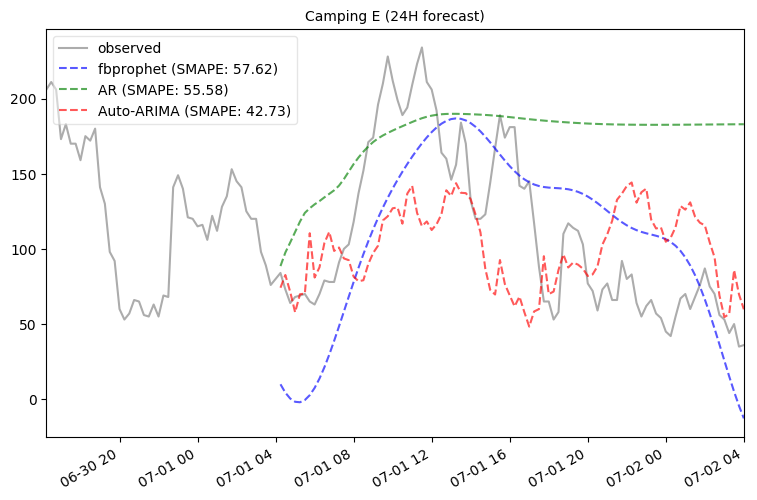 Camping E (24H forecast)
observed
fbprophet (SMAPE: 57.62)
AR (SMAPE: 55.58)
Auto-ARIMA (SMAPE: 42.73)
200
150
100
50
0
06-30 20
07-01 00
07-01 04
07-01 08
07-01 12
07-01 16
07-01 20
07-02 00
07-02 04